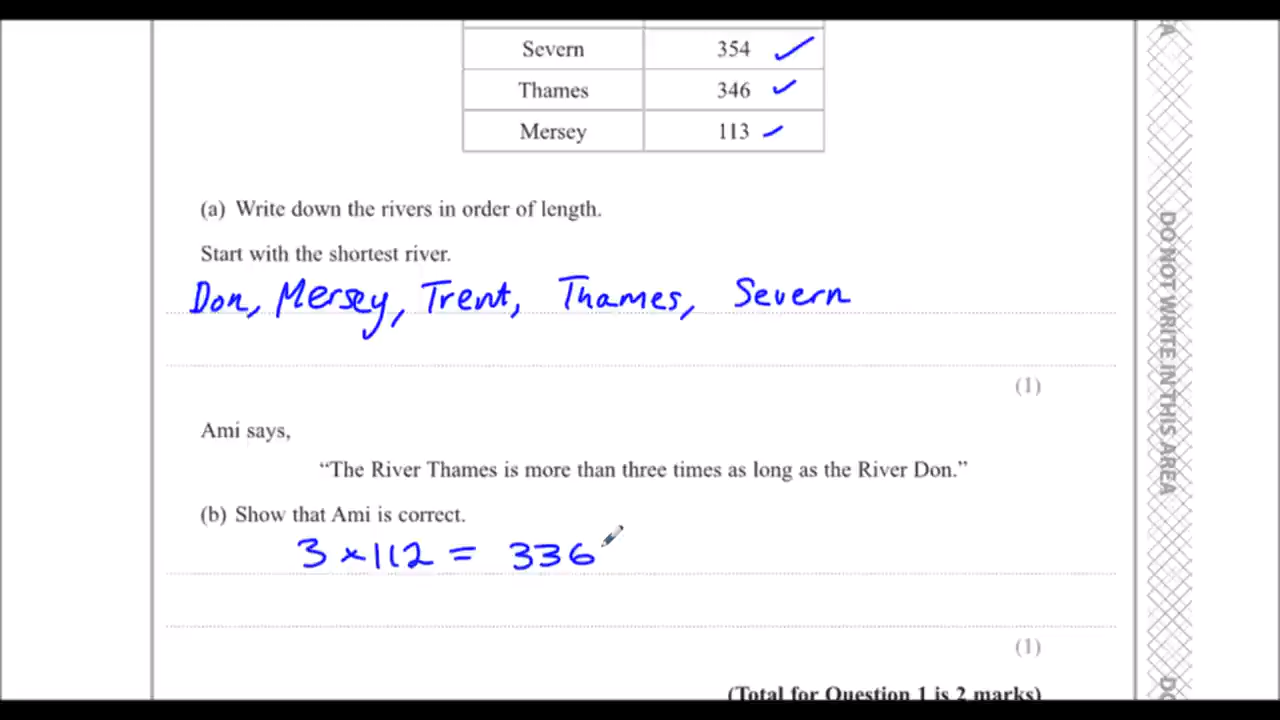 Severn 354
Thames 346
Mersey 113
(a) Write down the rivers in order of length.
Start with the shortest river.
Don, Mersey, Trent, Thames, Severn
(1)
Ami says,
“The River Thames is more than three times as long as the River Don.”
(b) Show that Ami is correct.
3 × 112 = 336
(1)
(Total for Question 1 is 2 marks)
DO NOT WRITE IN THIS AREA